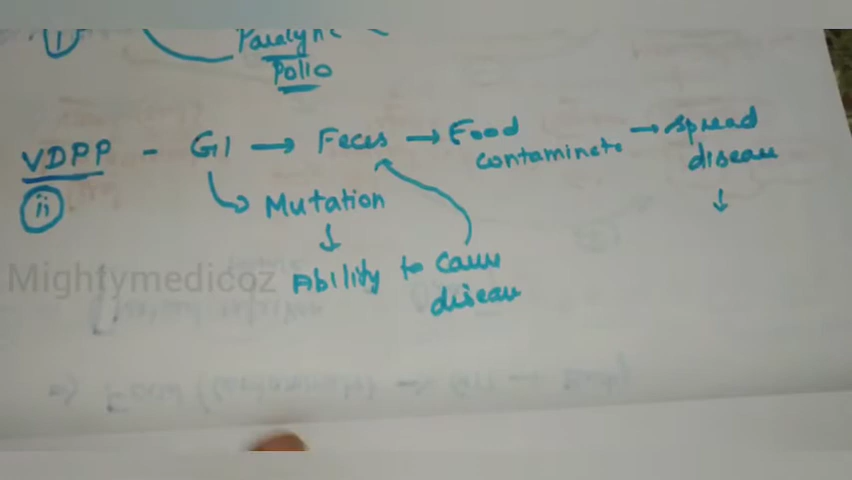 i
Paralytic
Polio
VDPP - GI → Feces → Food contaminate → Spread disease ↓
ii
Mutation
↓
Ability to cause disease
Mightymedicoz